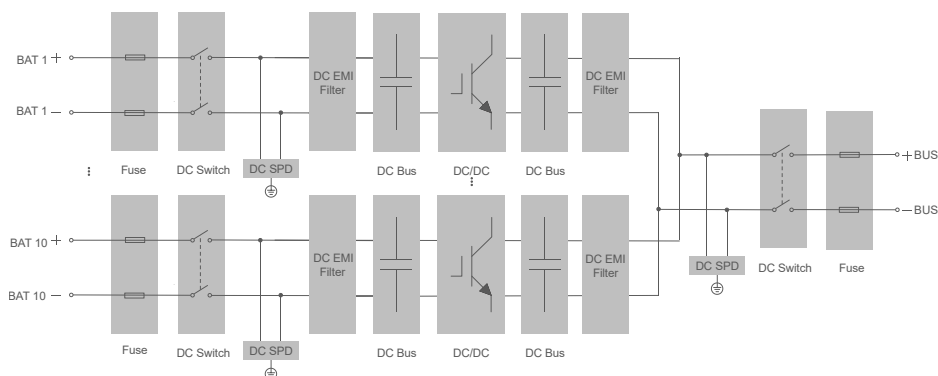 BAT 1 +
BAT 1 −
Fuse
DC Switch
DC SPD
DC EMI
Filter
DC Bus
DC/DC
DC Bus
DC EMI
Filter
⋮
⋮
BAT 10 +
BAT 10 −
Fuse
DC Switch
DC SPD
DC EMI
Filter
DC Bus
DC/DC
DC Bus
DC EMI
Filter
DC SPD
DC Switch
Fuse
+BUS
−BUS